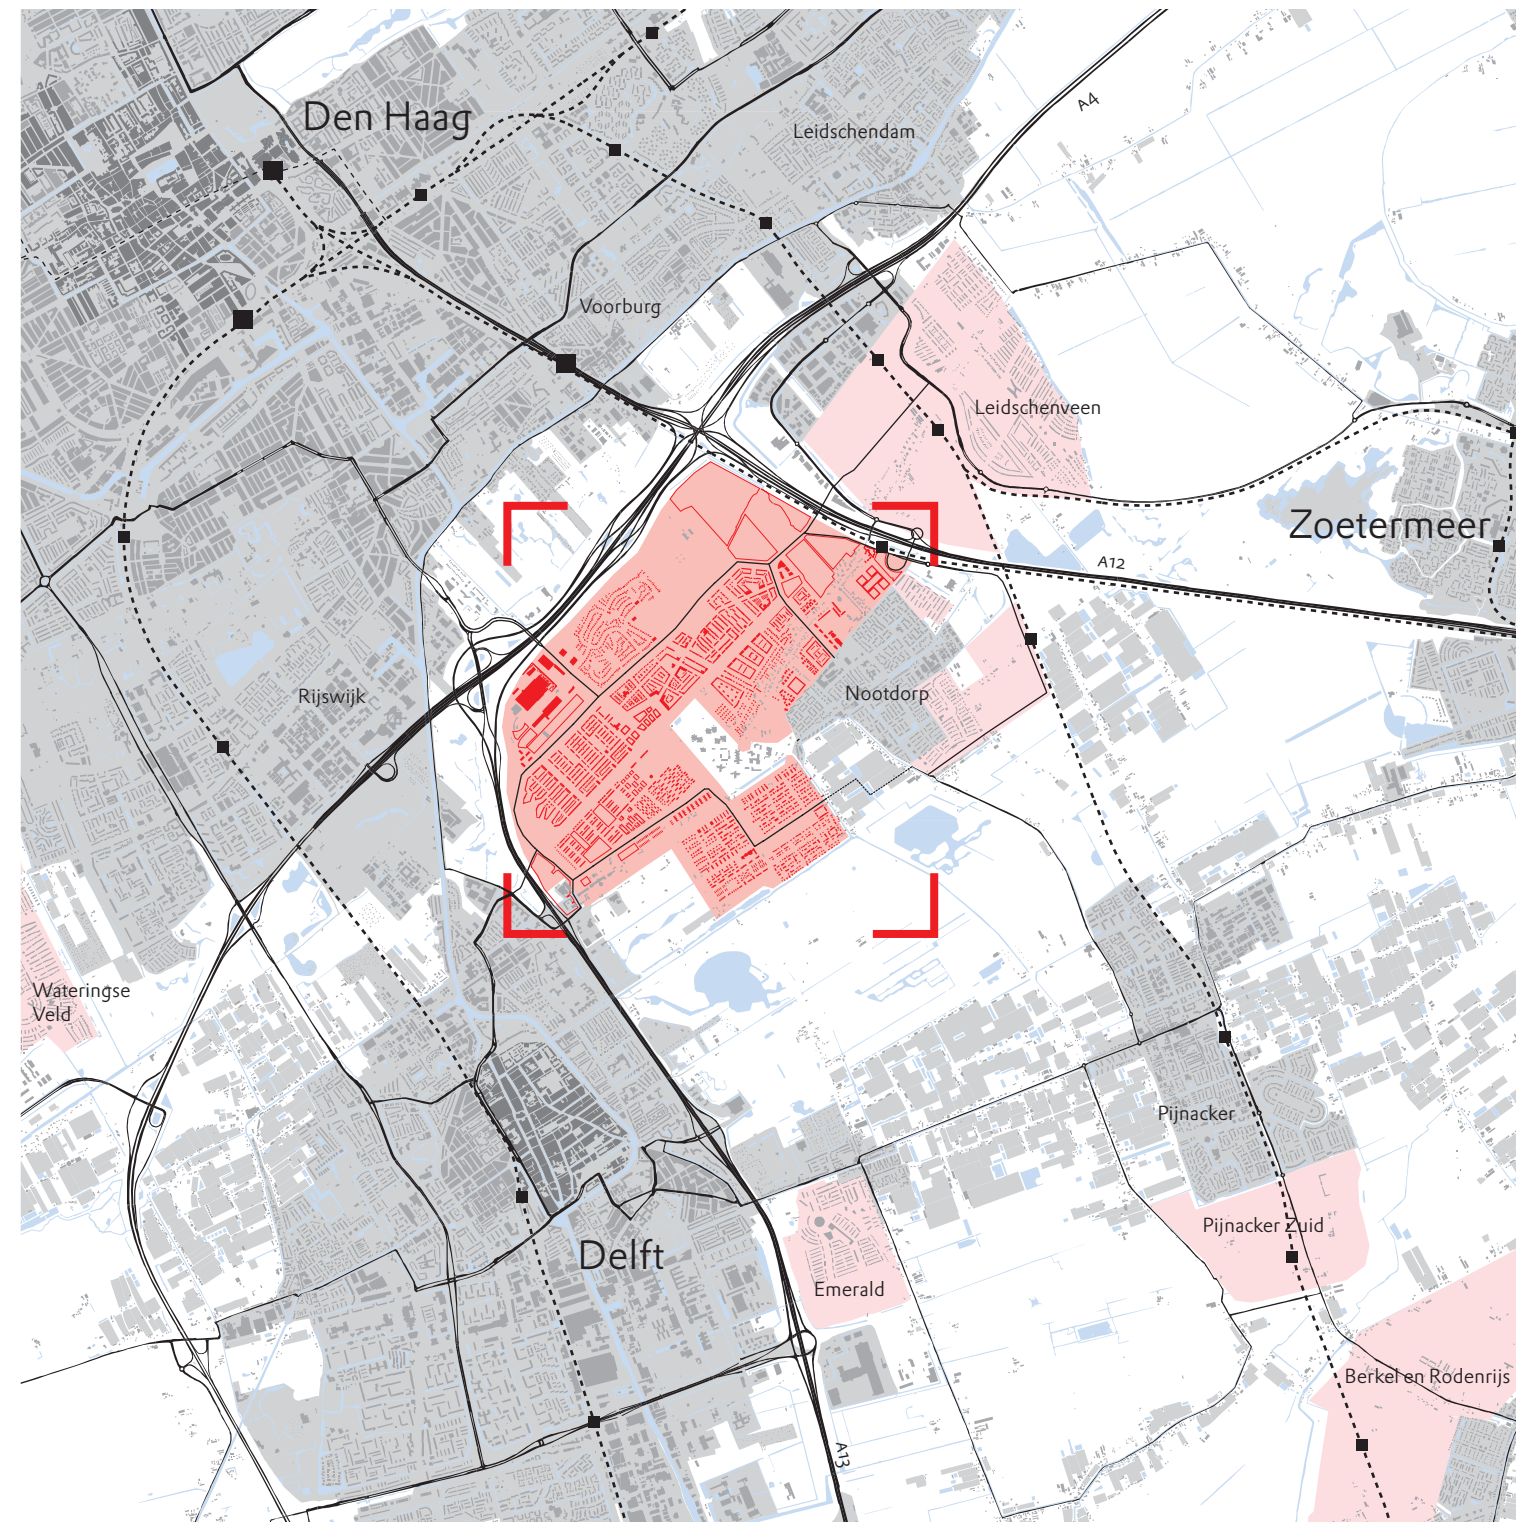 A4
Den Haag
Leidschendam
Voorburg
Leidschenveen
Zoetermeer
A12
Rijswijk
Nootdorp
Wateringse
Veld
Pijnacker
Pijnacker Zuid
Delft
Emerald
Berkel en Rodenrijs
A13